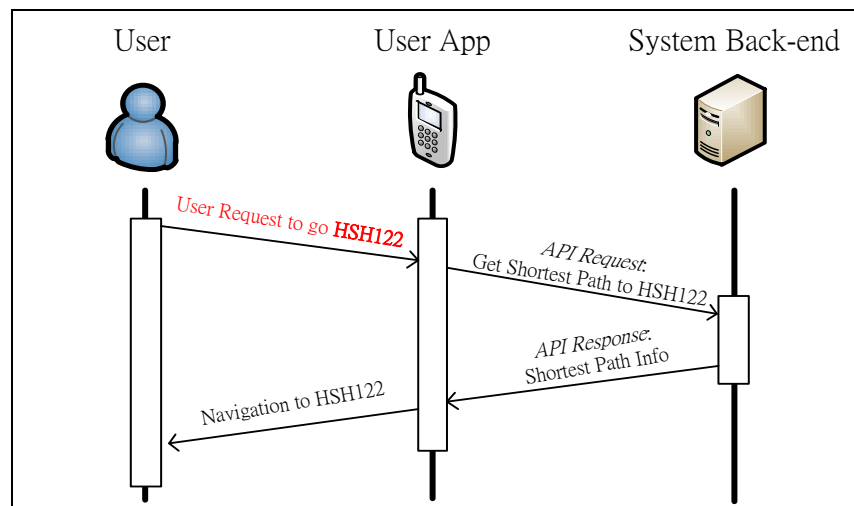 User
User App
System Back-end
User Request to go HSH122
API Request:
Get Shortest Path to HSH122
API Response:
Shortest Path Info
Navigation to HSH122